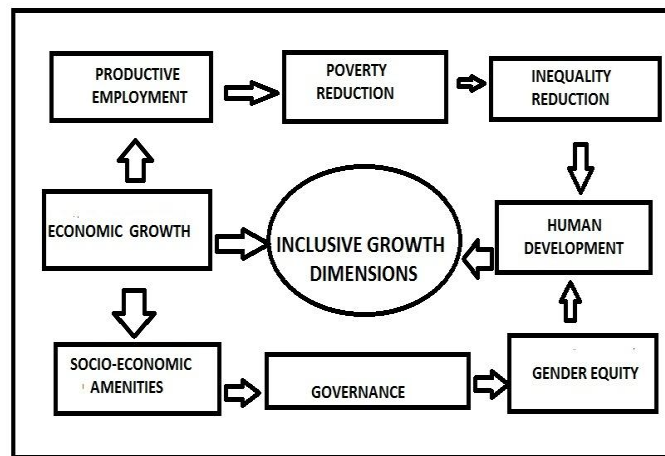 PRODUCTIVE
EMPLOYMENT
POVERTY
REDUCTION
INEQUALITY
REDUCTION
ECONOMIC GROWTH
INCLUSIVE GROWTH
DIMENSIONS
HUMAN
DEVELOPMENT
SOCIO-ECONOMIC
AMENITIES
GOVERNANCE
GENDER EQUITY